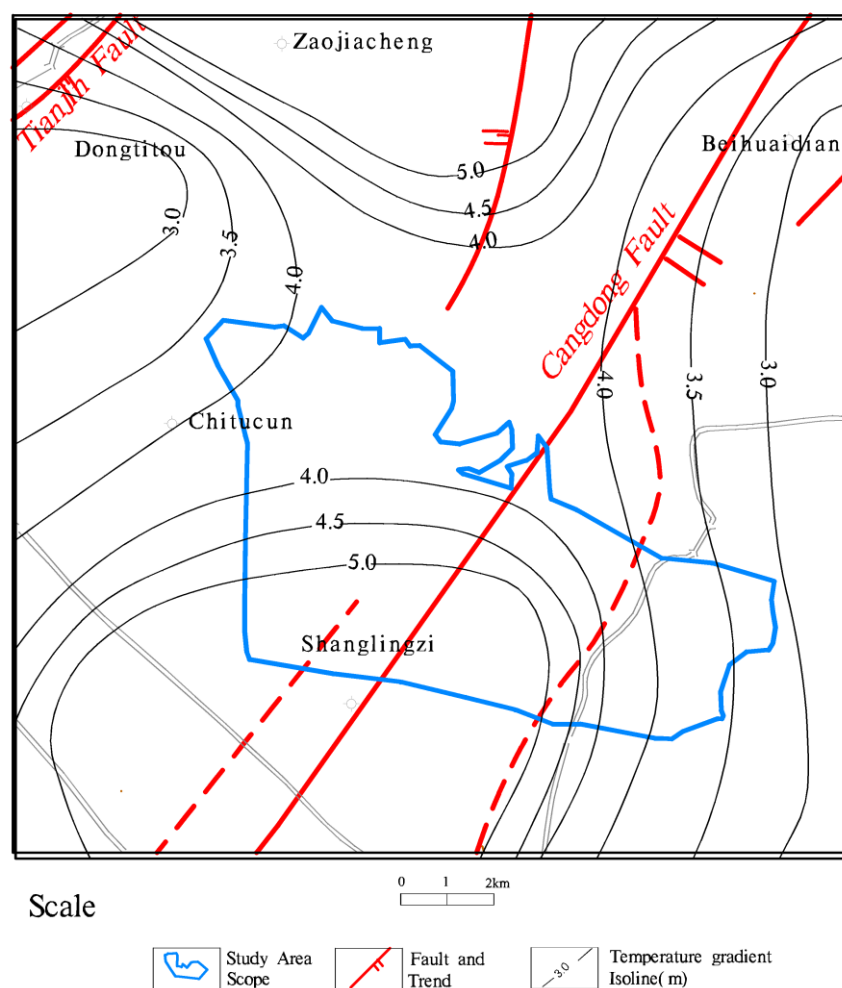 Zaojiacheng
Tianjin Fault
Dongtitou
Beihuaidian
5.0
4.5
4.0
3.0
3.5
4.0
Cangdong Fault
4.0
3.5
3.0
Chitucun
4.0
4.5
5.0
Shanglingzi
0 1 2km
Scale
Study Area
Scope
Fault and
Trend
3.0
Temperature gradient
Isoline( m)